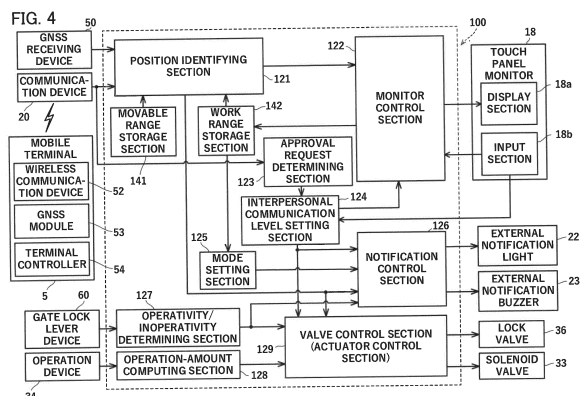 FIG. 4
50
GNSS
RECEIVING
DEVICE
COMMUNICA-
TION DEVICE
20
MOBILE
TERMINAL
WIRELESS
COMMUNICA-
TION DEVICE
52
GNSS
MODULE
53
TERMINAL
CONTROLLER
54
5
60
GATE LOCK
LEVER DEVICE
OPERATION
DEVICE
34
100
POSITION IDENTIFYING
SECTION
121
MOVABLE
RANGE
STORAGE
SECTION
141
WORK
RANGE
STORAGE
SECTION
142
122
MONITOR
CONTROL
SECTION
APPROVAL
REQUEST
DETERMINING
SECTION
123
124
INTERPERSONAL
COMMUNICATION
LEVEL SETTING
SECTION
125
MODE
SETTING
SECTION
126
NOTIFICATION
CONTROL
SECTION
127
OPERATIVITY/
INOPERATIVITY
DETERMINING SECTION
OPERATION-AMOUNT
COMPUTING SECTION
128
129
VALVE CONTROL SECTION
(ACTUATOR CONTROL
SECTION)
18
TOUCH
PANEL
MONITOR
18a
DISPLAY
SECTION
18b
INPUT
SECTION
EXTERNAL
NOTIFICATION
LIGHT
22
EXTERNAL
NOTIFICATION
BUZZER
23
LOCK
VALVE
36
SOLENOID
VALVE
33